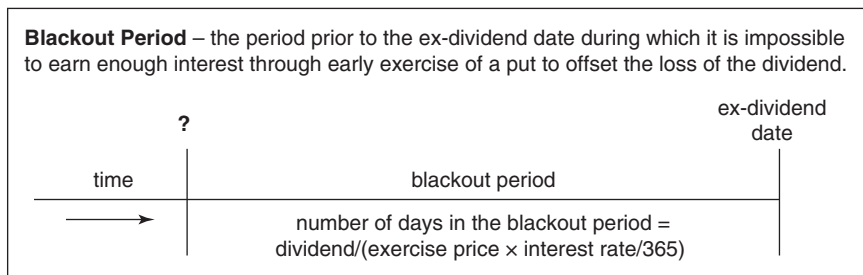 Blackout Period – the period prior to the ex-dividend date during which it is impossible
to earn enough interest through early exercise of a put to offset the loss of the dividend.
?
ex-dividend
date
time
blackout period
number of days in the blackout period =
dividend/(exercise price × interest rate/365)